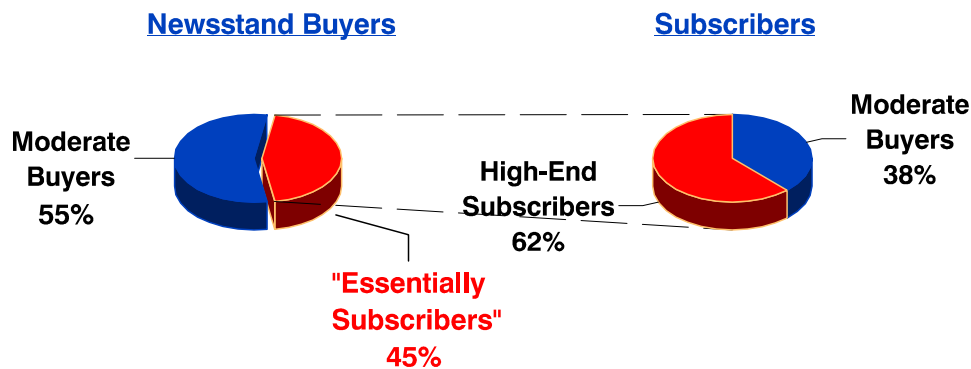 Newsstand Buyers
Subscribers
Moderate
Buyers
55%
"Essentially
Subscribers"
45%
High-End
Subscribers
62%
Moderate
Buyers
38%